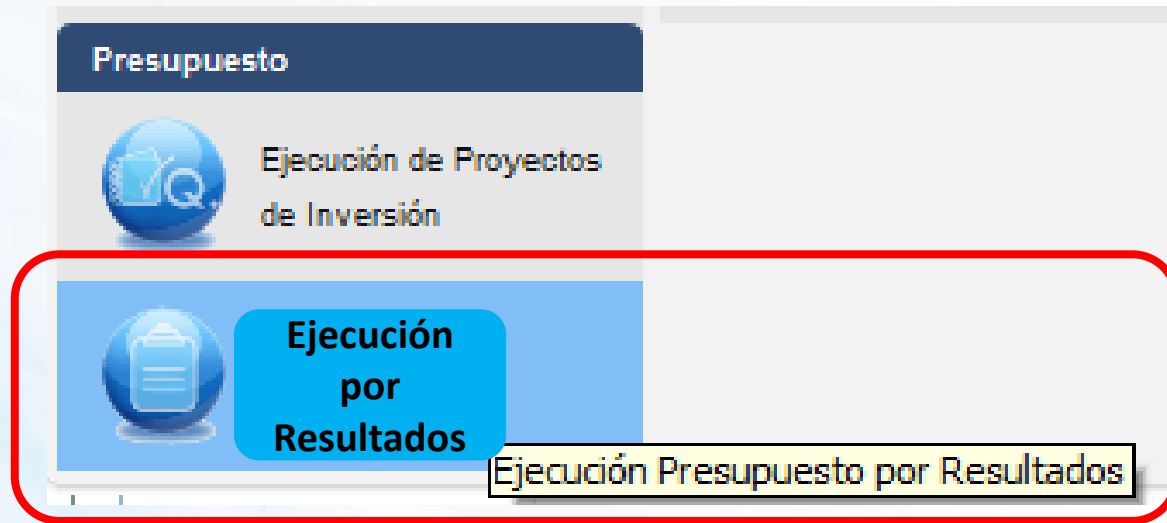 Presupuesto
Ejecución de Proyectos
de Inversión
Ejecución
por
Resultados
Ejecución Presupuesto por Resultados